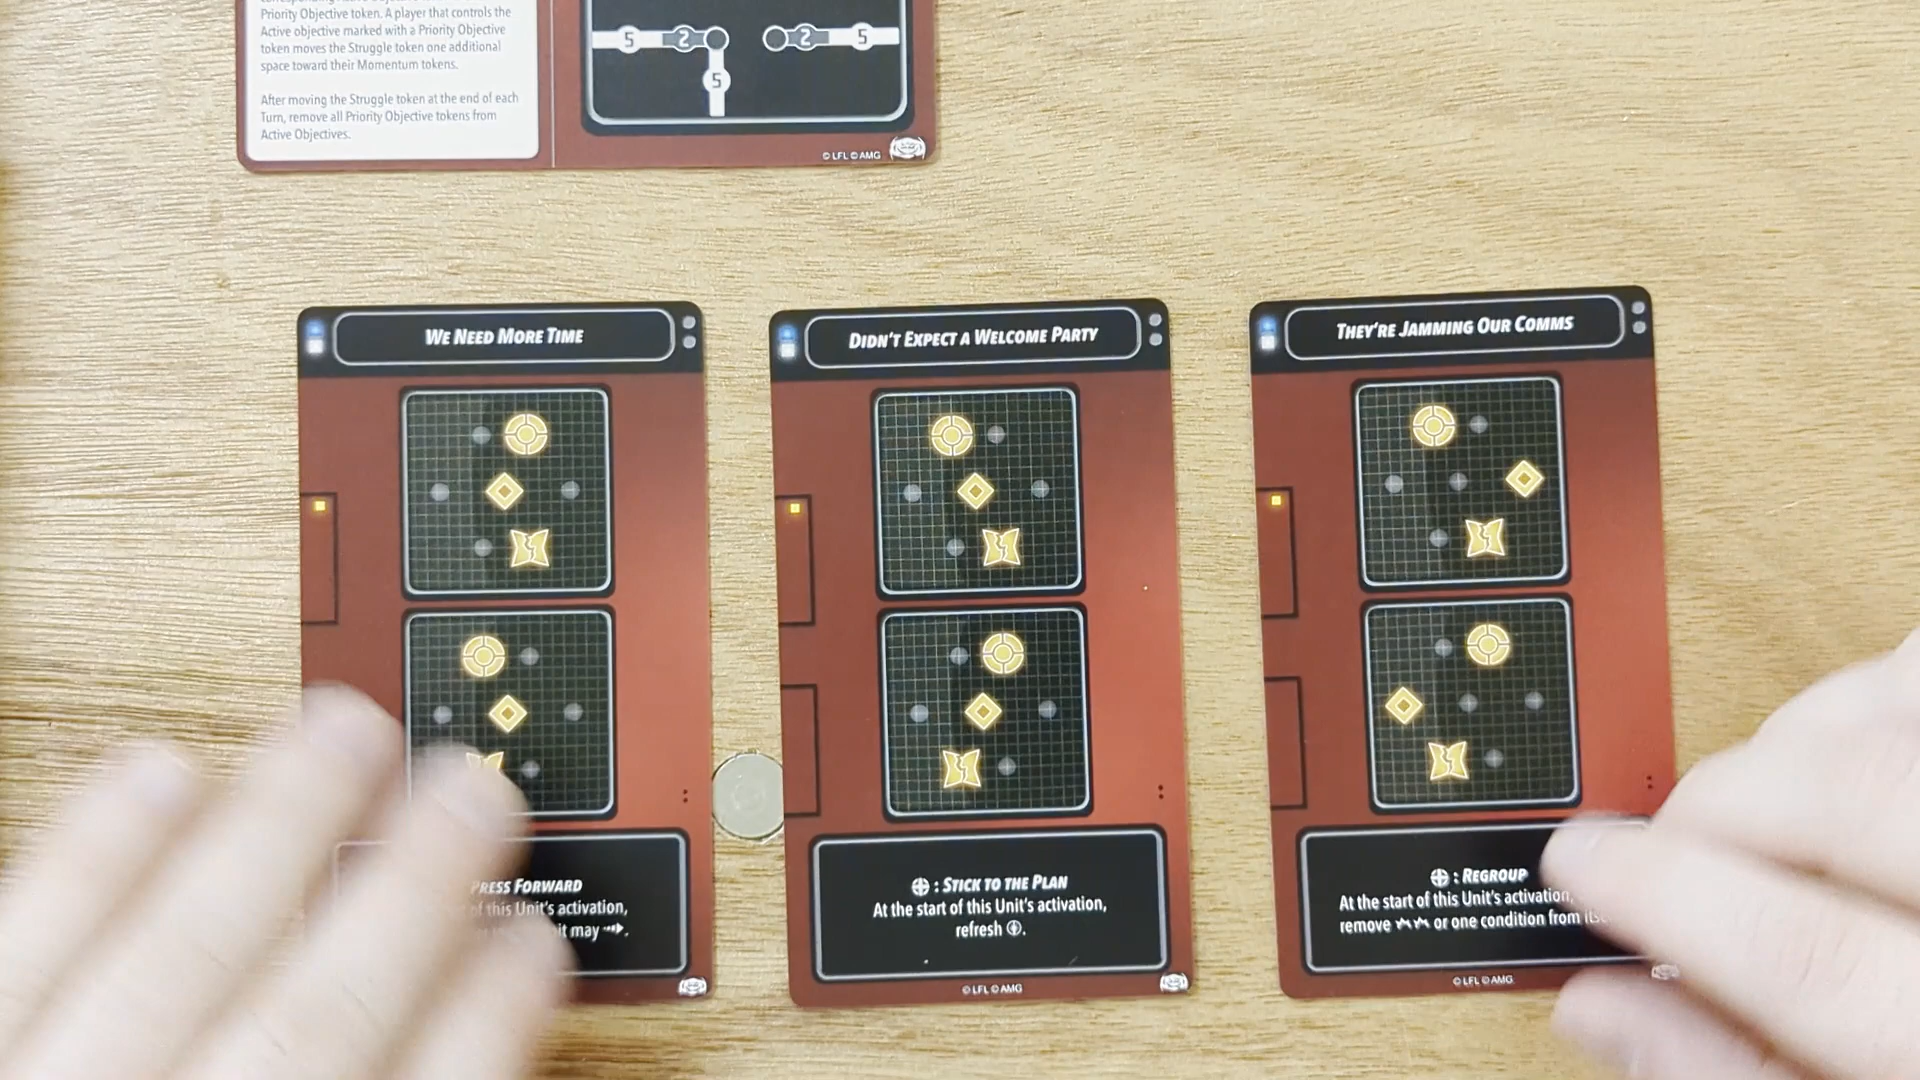 Priority Objective token. A player that controls the
Active objective marked with a Priority Objective
token moves the Struggle token one additional
space toward their Momentum tokens.
After moving the Struggle token at the end of each
Turn, remove all Priority Objective tokens from
Active Objectives.
5 2 2 5
5
© LFL © AMG
WE NEED MORE TIME
PRESS FORWARD
of this Unit's activation,
it may
DIDN'T EXPECT A WELCOME PARTY
: STICK TO THE PLAN
At the start of this Unit's activation,
refresh
© LFL © AMG
THEY'RE JAMMING OUR COMMS
: REGROUP
At the start of this Unit's activation,
remove or one condition from
© LFL © AMG